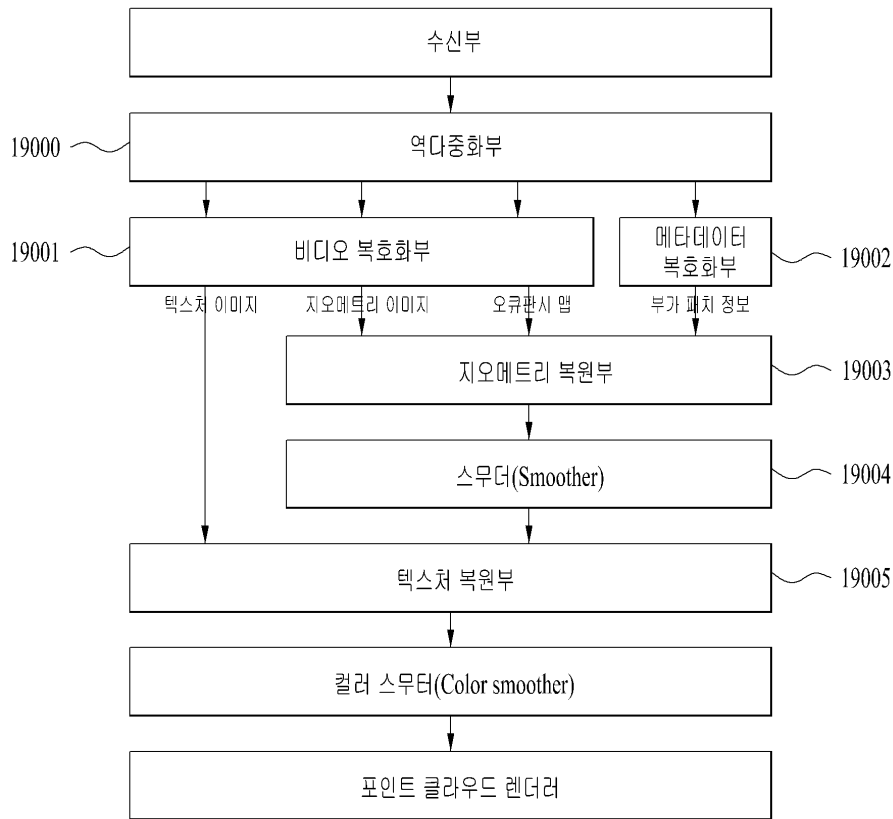 수신부
19000
역다중화부
19001
비디오 복호화부
메타데이터
복호화부
19002
텍스처 이미지
지오메트리 이미지
오큐판시 맵
부가 패치 정보
지오메트리 복원부
19003
스무더(Smoother)
19004
텍스처 복원부
19005
컬러 스무터(Color smoother)
포인트 클라우드 렌더러